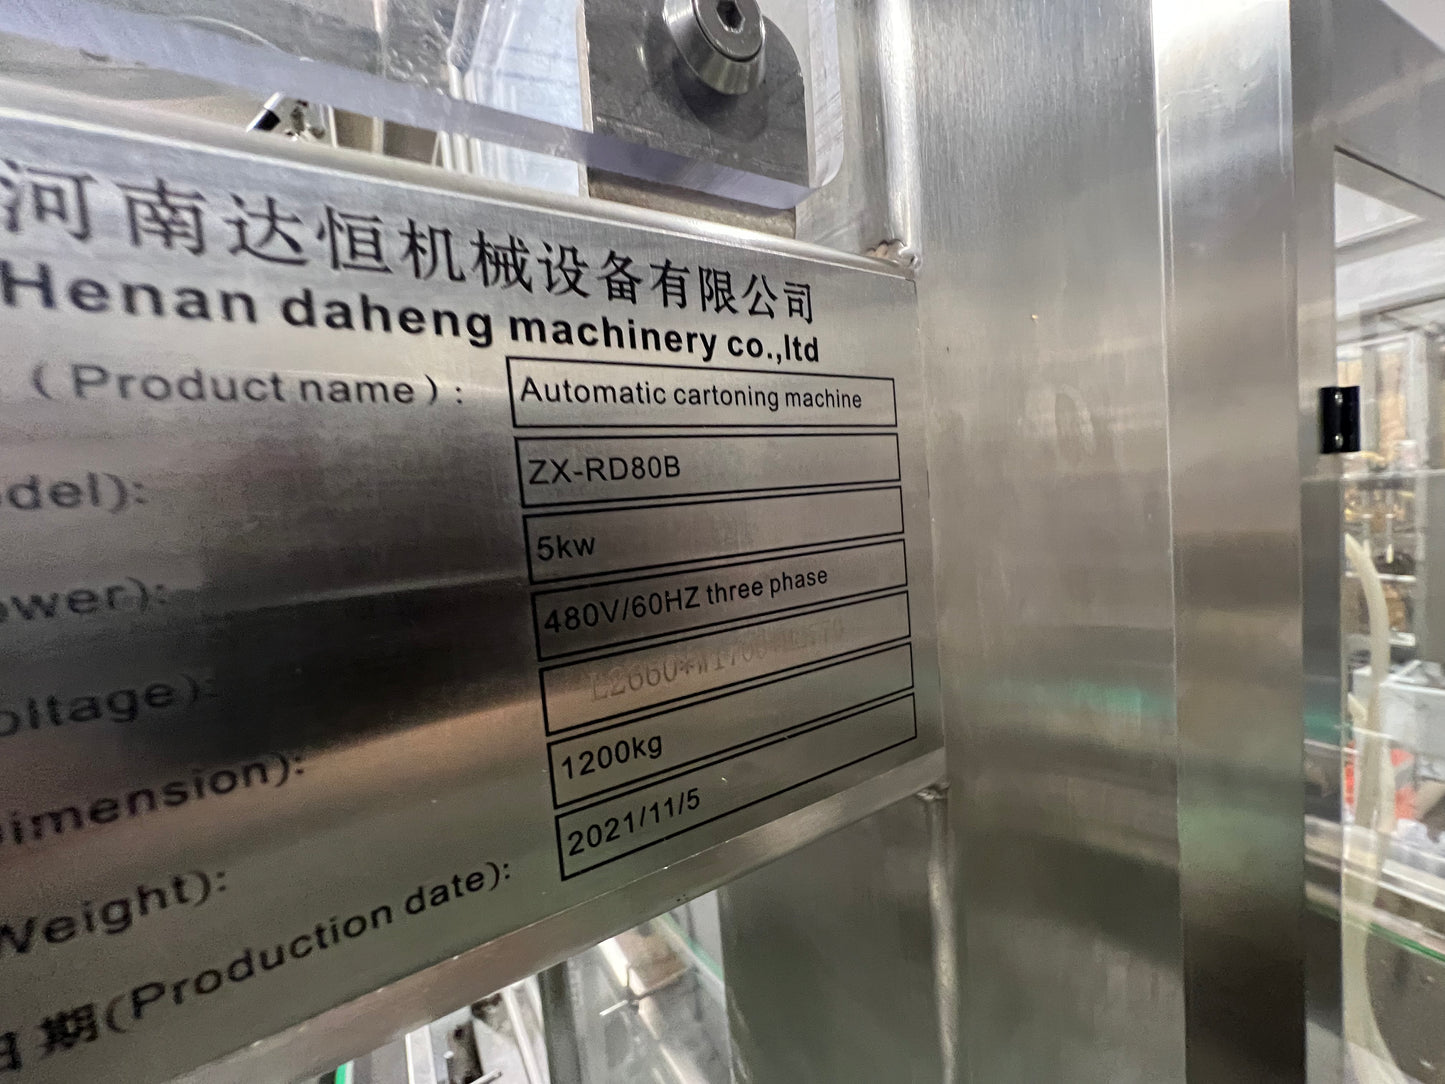 河南达恒机械设备有限公司
Henan daheng machinery co.,ltd
(Product name): Automatic cartoning machine
del): ZX-RD80B
ower): 5kw
oltage): 480V/60HZ three phase
imension):
Weight): 1200kg
日期(Production date): 2021/11/5